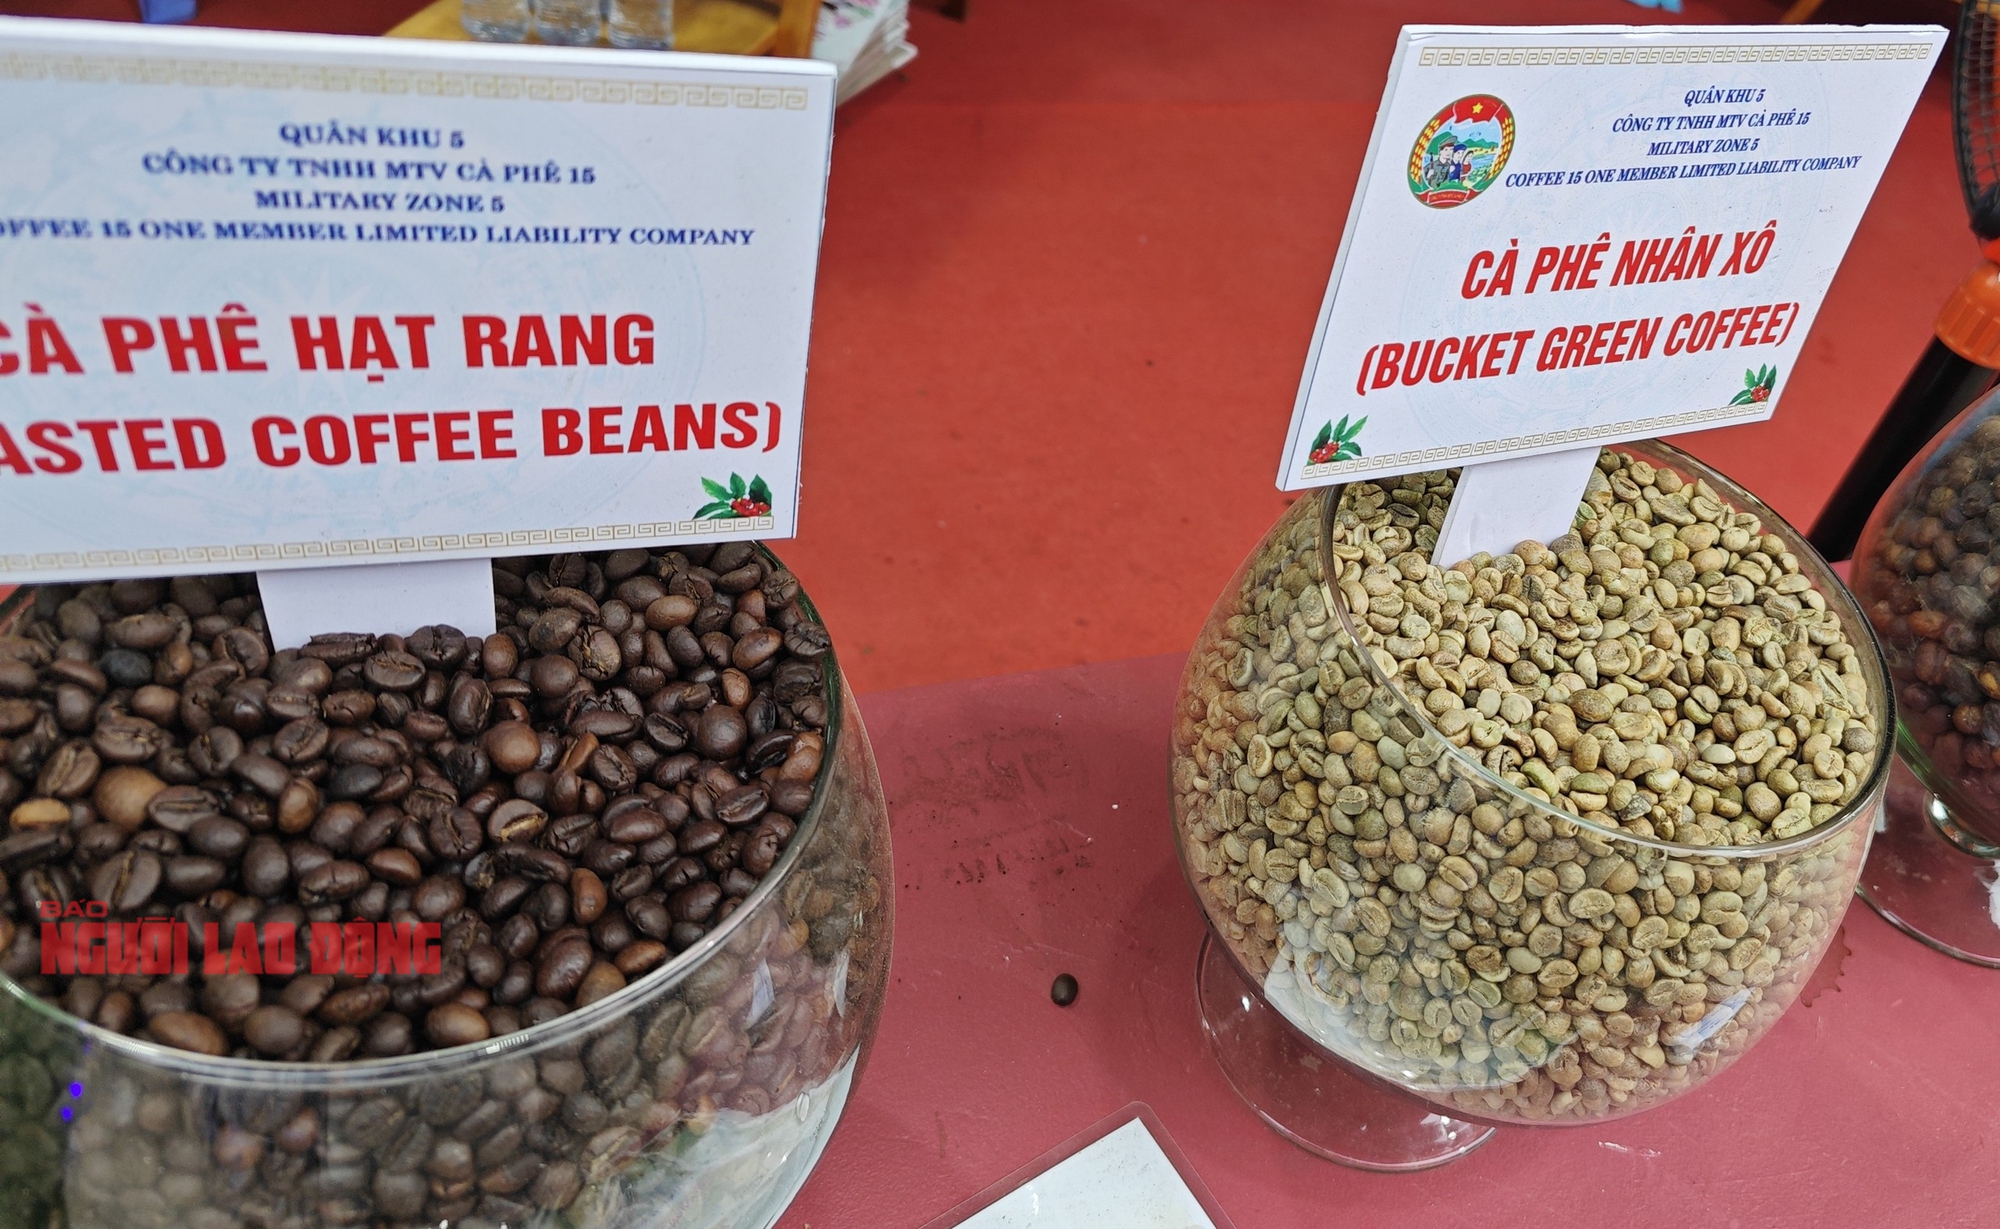 QUÂN KHU 5
CÔNG TY TNHH MTV CÀ PHÊ 15
MILITARY ZONE 5
OFFEE 15 ONE MEMBER LIMITED LIABILITY COMPANY
CÀ PHÊ HẠT RANG
ASTED COFFEE BEANS)
QUÂN KHU 5
CÔNG TY TNHH MTV CÀ PHÊ 15
MILITARY ZONE 5
COFFEE 15 ONE MEMBER LIMITED LIABILITY COMPANY
CÀ PHÊ NHÂN XÔ
(BUCKET GREEN COFFEE)
BÁO
NGƯỜI LAO ĐỘNG